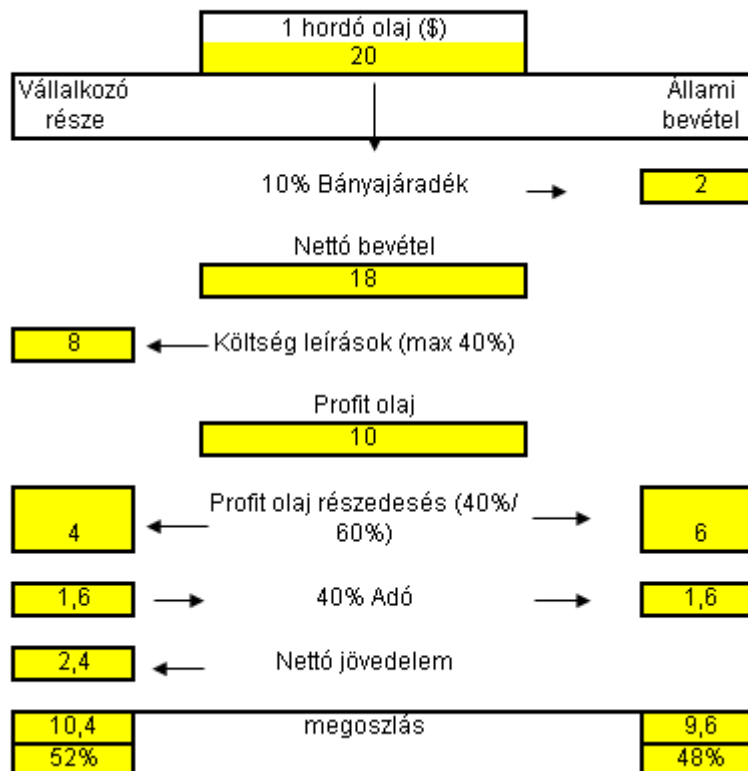 1 hordó olaj ($)
20
Vállalkozó
része
Állami
bevétel
10% Bányajáradék
2
Nettó bevétel
18
8
Költség leírások (max 40%)
Profit olaj
10
4
Profit olaj részedesés (40%/
60%)
6
1,6
40% Adó
1,6
2,4
Nettó jövedelem
10,4
megoszlás
9,6
52%
48%